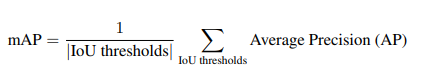 mAP = 1 / |IoU thresholds| ∑ IoU thresholds Average Precision (AP)